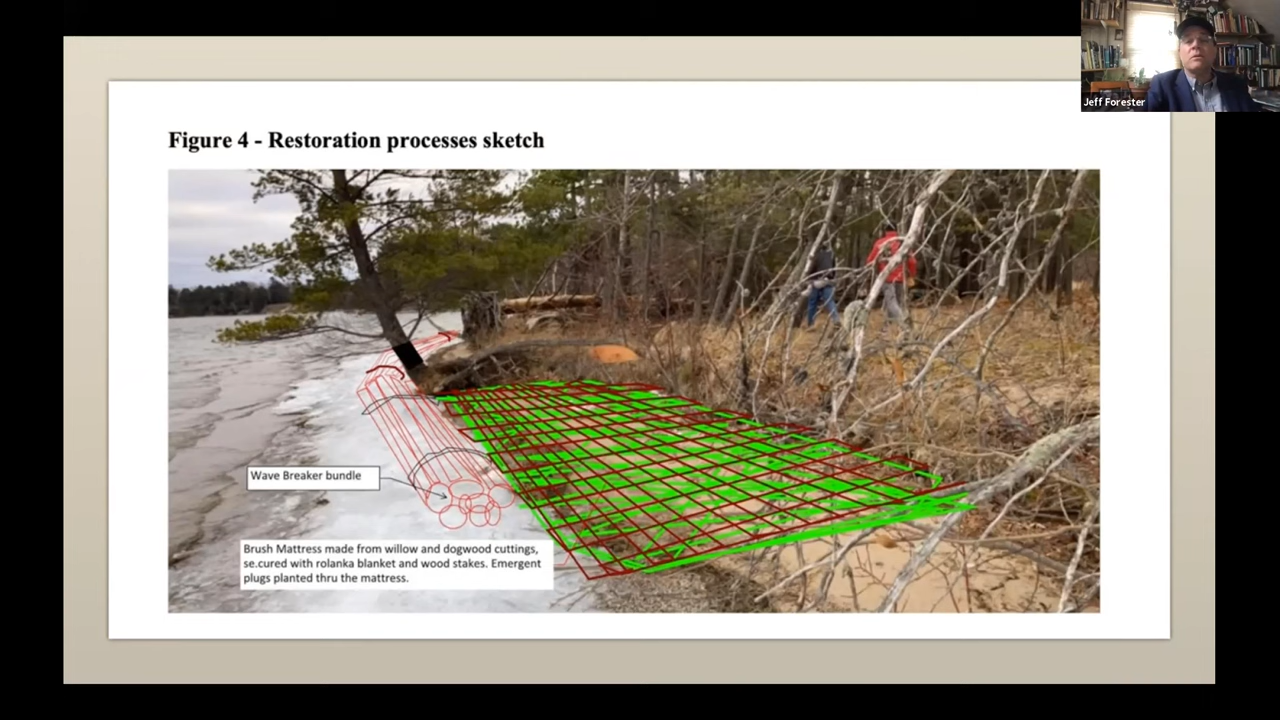 Jeff Forester
Figure 4 - Restoration processes sketch
Wave Breaker bundle
Brush Mattress made from willow and dogwood cuttings,
se.cured with rolanka blanket and wood stakes. Emergent
plugs planted thru the mattress.